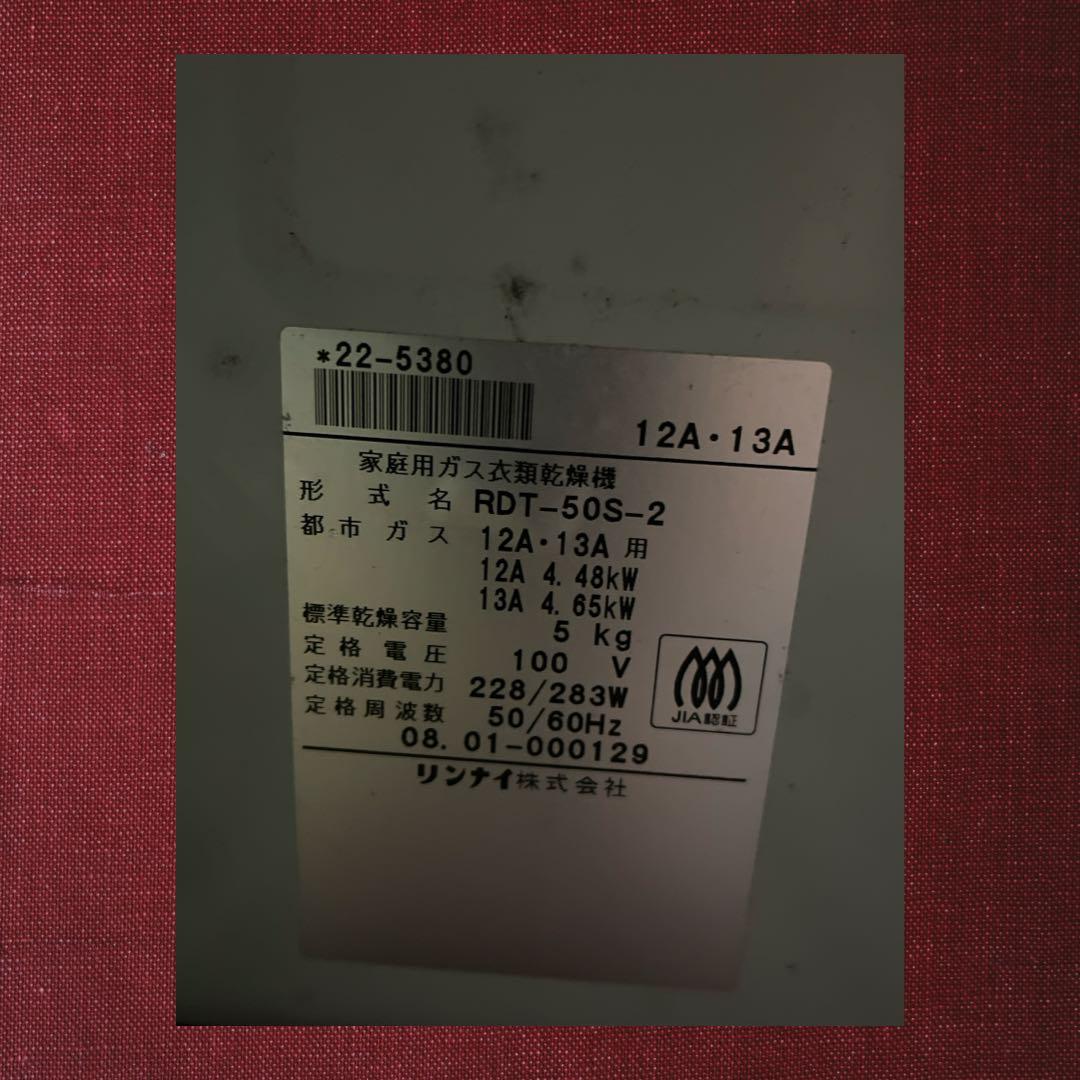 *22-5380
12A・13A
家庭用ガス衣類乾燥機
形式名 RDT-50S-2
都市ガス 12A・13A 用
12A 4.48kW
13A 4.65kW
標準乾燥容量 5 kg
定格電圧 100 V
定格消費電力 228/283W
定格周波数 50/60Hz
08.01-000129
JIA認証
リンナイ株式会社